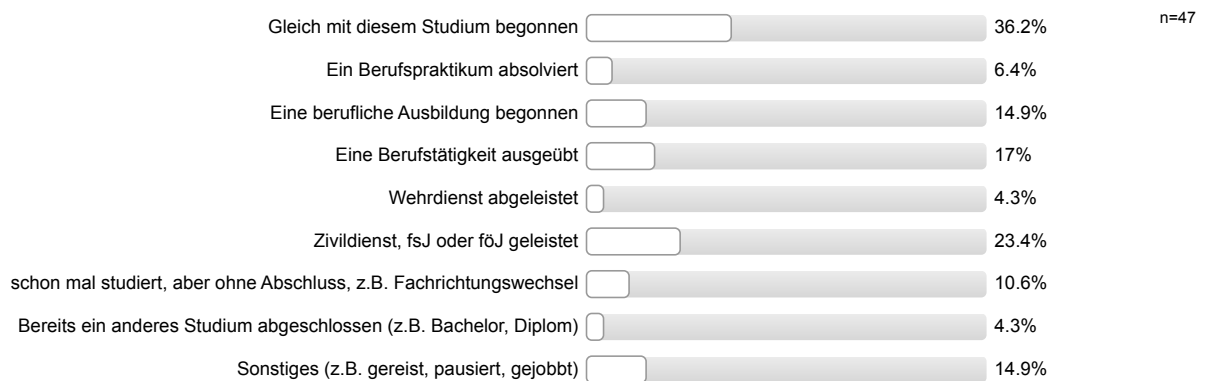 Gleich mit diesem Studium begonnen 36.2% n=47
Ein Berufspraktikum absolviert 6.4%
Eine berufliche Ausbildung begonnen 14.9%
Eine Berufstätigkeit ausgeübt 17%
Wehrdienst abgeleistet 4.3%
Zivildienst, fsJ oder föJ geleistet 23.4%
schon mal studiert, aber ohne Abschluss, z.B. Fachrichtungswechsel 10.6%
Bereits ein anderes Studium abgeschlossen (z.B. Bachelor, Diplom) 4.3%
Sonstiges (z.B. gereist, pausiert, gejobbt) 14.9%